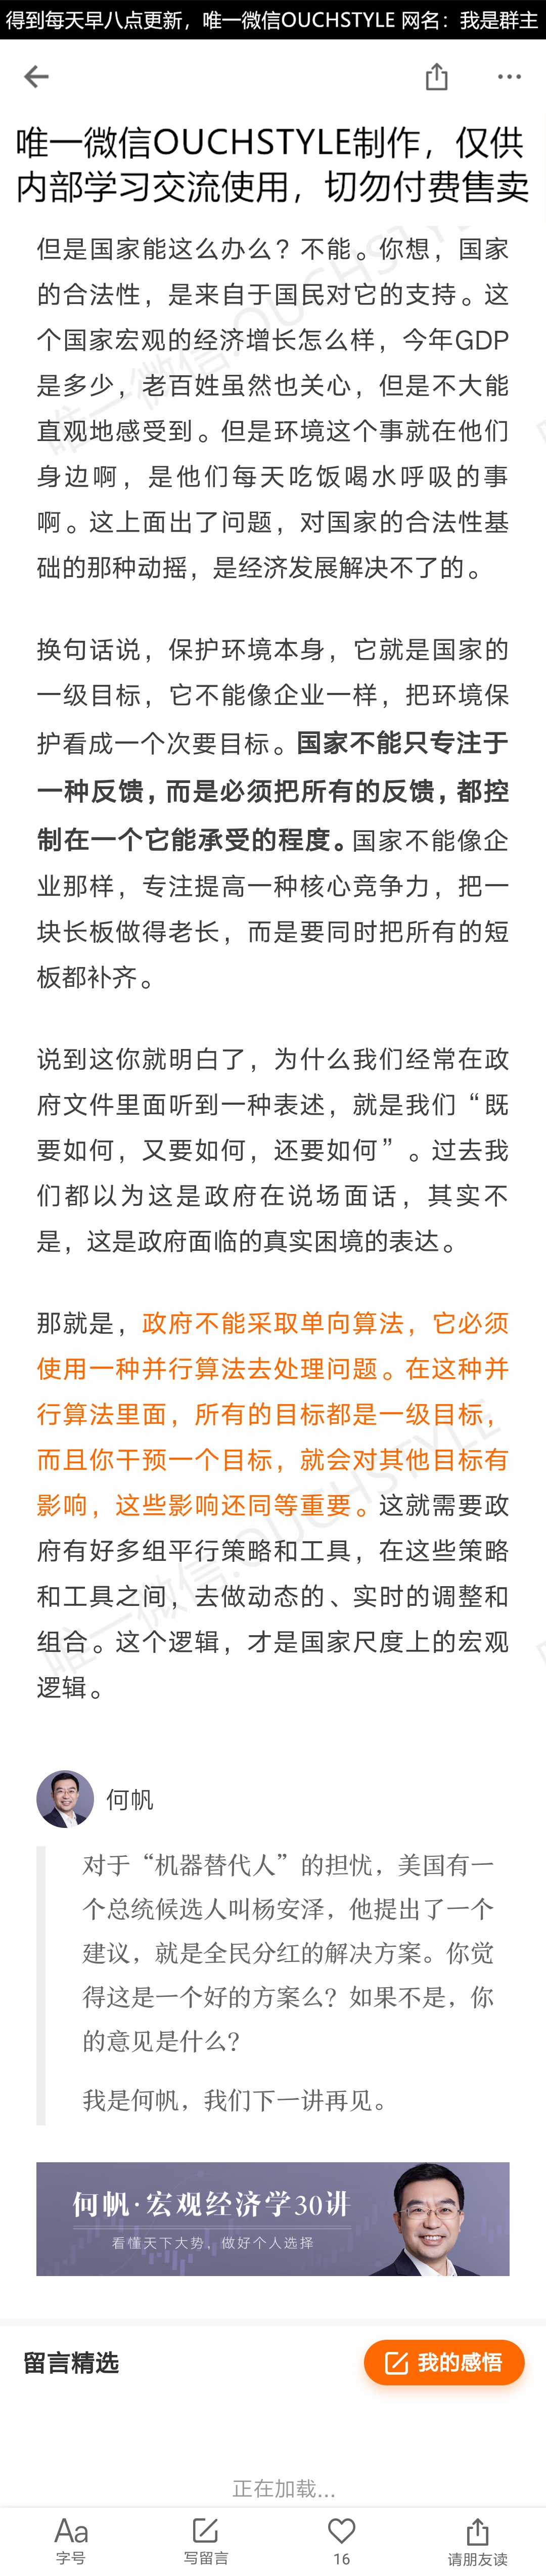 得到每天早八点更新，唯一微信OUCHSTYLE 网名：我是群主
唯一微信OUCHSTYLE制作，仅供
内部学习交流使用，切勿付费售卖
但是国家能这么办么？不能。你想，国家
的合法性，是来自于国民对它的支持。这
个国家宏观的经济增长怎么样，今年GDP
是多少，老百姓虽然也关心，但是不大能
直观地感受到。但是环境这个事就在他们
身边啊，是他们每天吃饭喝水呼吸的事
啊。这上面出了问题，对国家的合法性基
础的那种动摇，是经济发展解决不了的。
换句话说，保护环境本身，它就是国家的
一级目标，它不能像企业一样，把环境保
护看成一个次要目标。国家不能只专注于
一种反馈，而是必须把所有的反馈，都控
制在一个它能承受的程度。国家不能像企
业那样，专注提高一种核心竞争力，把一
块长板做得老长，而是要同时把所有的短
板都补齐。
说到这你就明白了，为什么我们经常在政
府文件里面听到一种表述，就是我们“既
要如何，又要如何，还要如何”。过去我
们都以为这是政府在说场面话，其实不
是，这是政府面临的真实困境的表达。
那就是，政府不能采取单向算法，它必须
使用一种并行算法去处理问题。在这种并
行算法里面，所有的目标都是一级目标，
而且你干预一个目标，就会对其他目标有
影响，这些影响还同等重要。这就需要政
府有好多组平行策略和工具，在这些策略
和工具之间，去做动态的、实时的调整和
组合。这个逻辑，才是国家尺度上的宏观
逻辑。
唯一微信:OUCHSTYLE
唯一微信:OUCHSTYLE
何帆
对于“机器替代人”的担忧，美国有一
个总统候选人叫杨安泽，他提出了一个
建议，就是全民分红的解决方案。你觉
得这是一个好的方案么？如果不是，你
的意见是什么？
我是何帆，我们下一讲再见。
何帆·宏观经济学30讲
看懂天下大势，做好个人选择
留言精选
我的感悟
正在加载...
Aa
字号
写留言
16
请朋友读